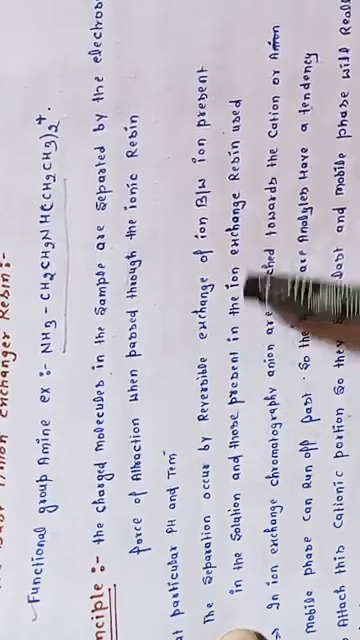 Anion Exchanger Resin:-
Functional group Amine ex :- NH3 - CH2CH2NH(CH2CH3)2+.
nciple :- the charged molecules in the sample are separated by the electros
force of Attraction when passed through the ionic Resin
at particular PH and Tem
The separation occur by Reversible exchange of ion B/w ion present
in the solution and those present in the ion exchange Resin used
⇒ In ion exchange chromatography anion are ched towards the Cation or Anion
mobile phase can Run off fast. So the are Analytes Have a tendency
Attach this Cationic portion So they last and mobile phase will Reall